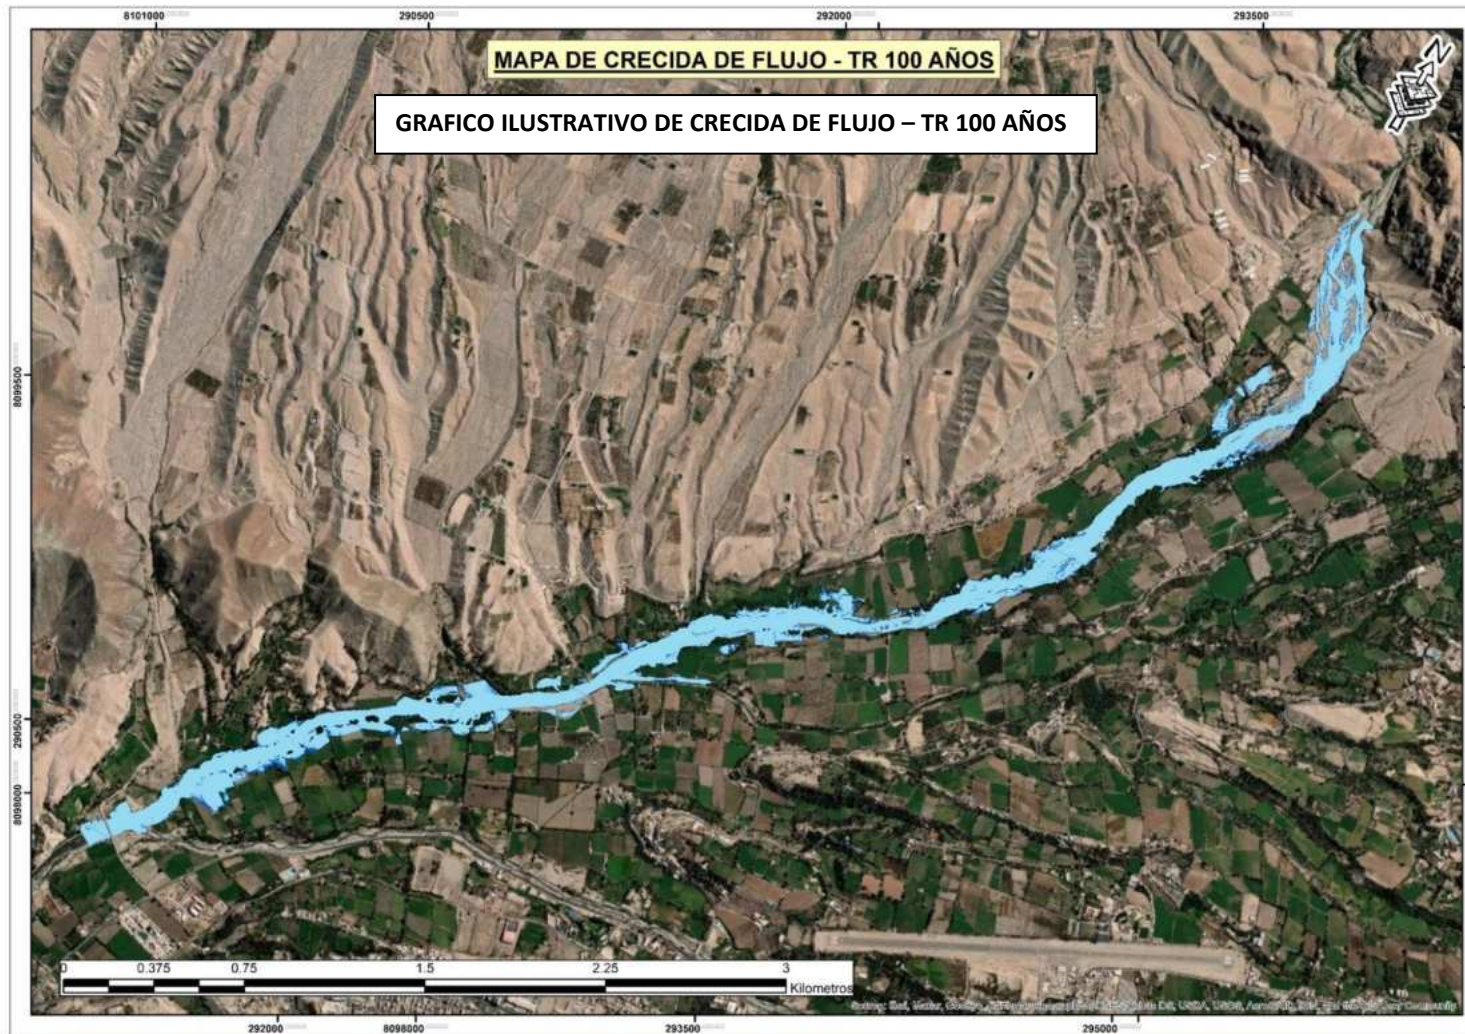 8101000 290500 292000 293500
MAPA DE CRECIDA DE FLUJO - TR 100 AÑOS
N
GRAFICO ILUSTRATIVO DE CRECIDA DE FLUJO – TR 100 AÑOS
8099500
290500
8098000
0 0.375 0.75 1.5 2.25 3
Kilometros
292000 8098000 293500 295000